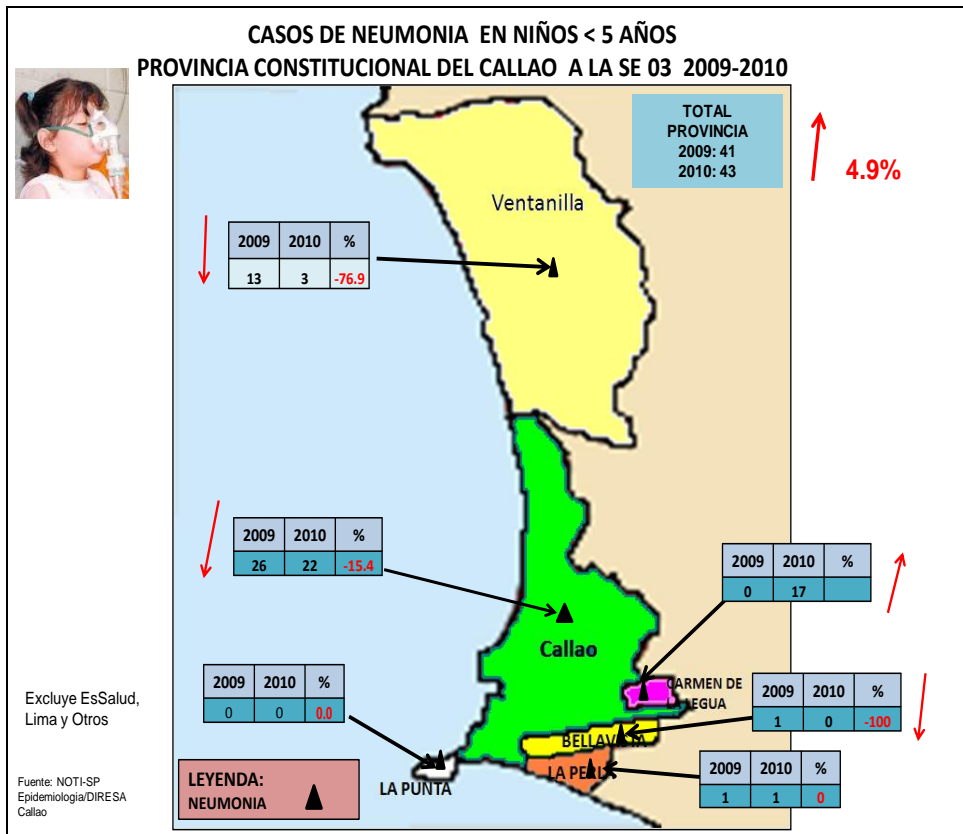 CASOS DE NEUMONIA EN NIÑOS < 5 AÑOS
PROVINCIA CONSTITUCIONAL DEL CALLAO A LA SE 03 2009-2010
TOTAL
PROVINCIA
2009: 41
2010: 43
4.9%
Ventanilla
2009 2010 %
13 3 -76.9
2009 2010 %
26 22 -15.4
2009 2010 %
0 17
Callao
2009 2010 %
0 0 0.0
CARMEN DE
LA LEGUA
2009 2010 %
1 0 -100
Excluye EsSalud,
Lima y Otros
BELLAVISTA
LA PERLA
2009 2010 %
1 1 0
LA PUNTA
LEYENDA:
NEUMONIA
Fuente: NOTI-SP
Epidemiologia/DIRESA
Callao